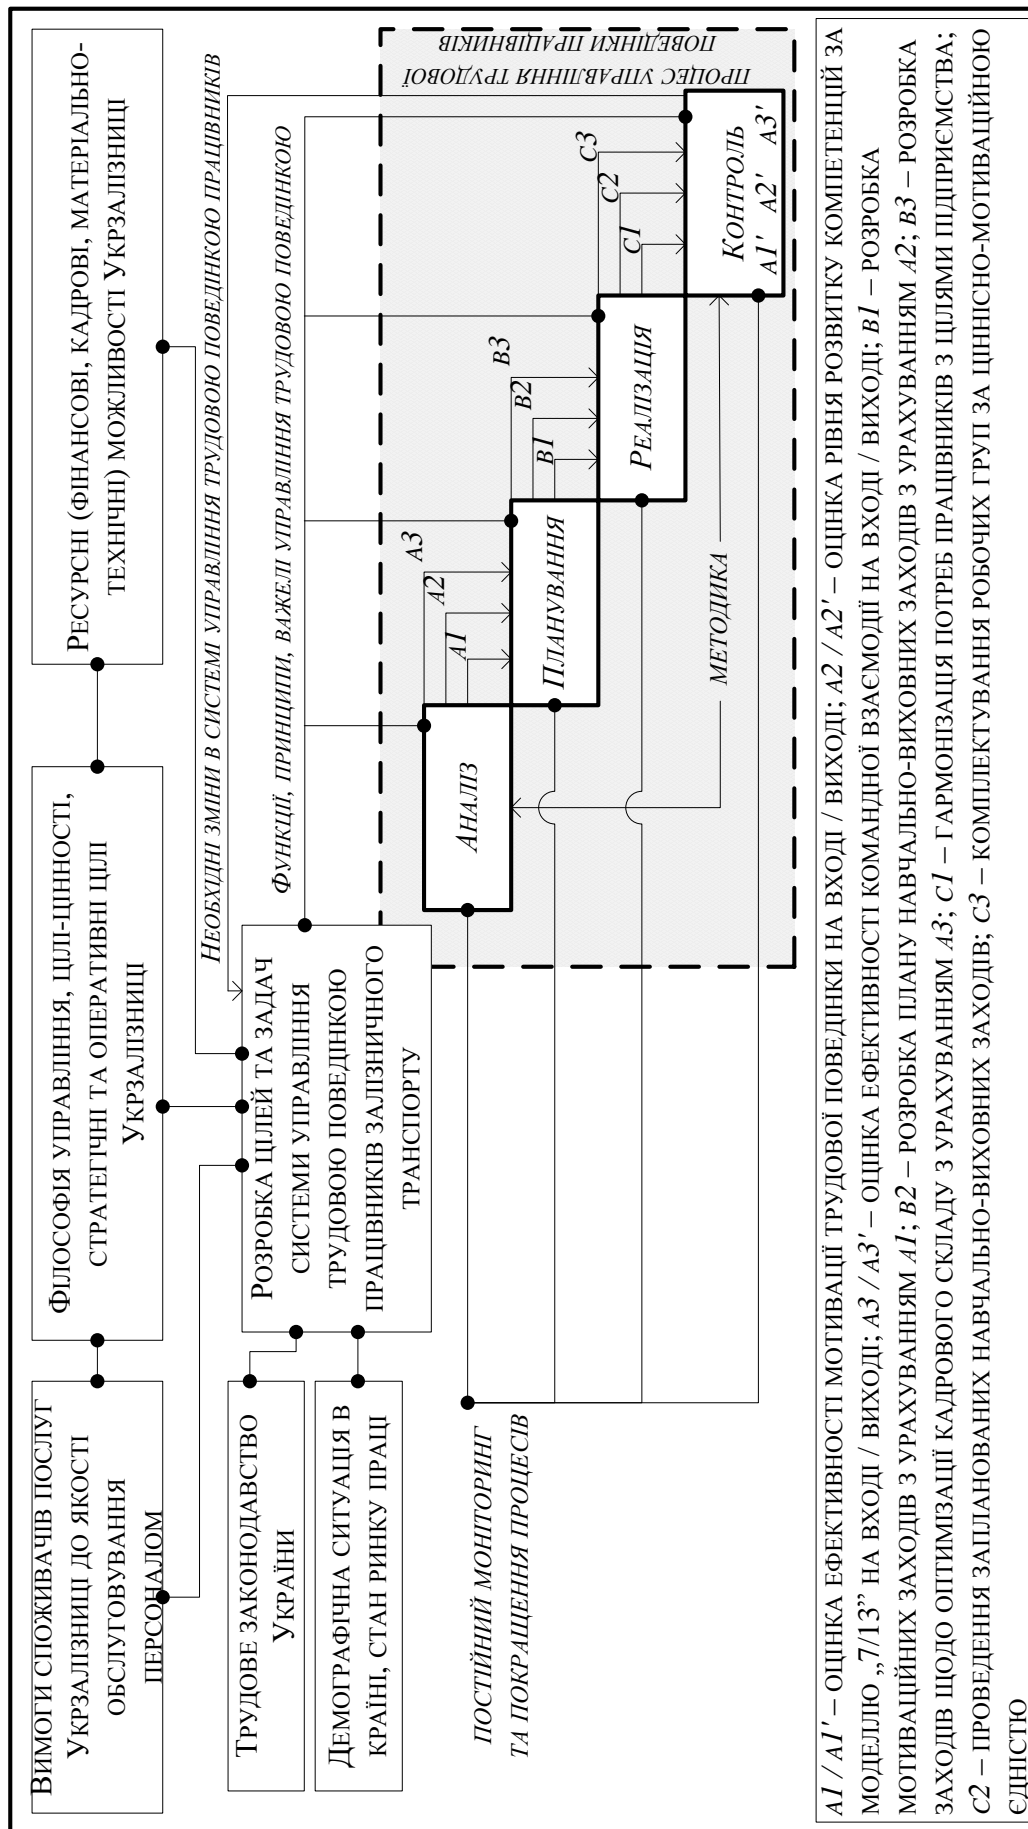 ВИМОГИ СПОЖИВАЧІВ ПОСЛУГ
УКРЗАЛІЗНИЦІ ДО ЯКОСТІ
ОБСЛУГОВУВАННЯ
ПЕРСОНАЛОМ
ФІЛОСОФІЯ УПРАВЛІННЯ, ЦІЛІ-ЦІННОСТІ,
СТРАТЕГІЧНІ ТА ОПЕРАТИВНІ ЦІЛІ
УКРЗАЛІЗНИЦІ
РЕСУРСНІ (ФІНАНСОВІ, КАДРОВІ, МАТЕРІАЛЬНО-
ТЕХНІЧНІ) МОЖЛИВОСТІ УКРЗАЛІЗНИЦІ
ТРУДОВЕ ЗАКОНОДАВСТВО
УКРАЇНИ
ДЕМОГРАФІЧНА СИТУАЦІЯ В
КРАЇНІ, СТАН РИНКУ ПРАЦІ
РОЗРОБКА ЦІЛЕЙ ТА ЗАДАЧ
СИСТЕМИ УПРАВЛІННЯ
ТРУДОВОЮ ПОВЕДІНКОЮ
ПРАЦІВНИКІВ ЗАЛІЗНИЧНОГО
ТРАНСПОРТУ
НЕОБХІДНІ ЗМІНИ В СИСТЕМІ УПРАВЛІННЯ ТРУДОВОЮ ПОВЕДІНКОЮ ПРАЦІВНИКІВ
ФУНКЦІЇ, ПРИНЦИПИ, ВАЖЕЛІ УПРАВЛІННЯ ТРУДОВОЮ ПОВЕДІНКОЮ
ПРОЦЕС УПРАВЛІННЯ ТРУДОВОЇ
ПОВЕДІНКИ ПРАЦІВНИКІВ
АНАЛІЗ
A1
A2
A3
ПЛАНУВАННЯ
B1
B2
B3
РЕАЛІЗАЦІЯ
C1
C2
C3
КОНТРОЛЬ
A1' A2' A3'
МЕТОДИКА
ПОСТІЙНИЙ МОНІТОРИНГ
ТА ПОКРАЩЕННЯ ПРОЦЕСІВ
A1 / A1' – ОЦІНКА ЕФЕКТИВНОСТІ МОТИВАЦІЇ ТРУДОВОЇ ПОВЕДІНКИ НА ВХОДІ / ВИХОДІ; A2 / A2' – ОЦІНКА РІВНЯ РОЗВИТКУ КОМПЕТЕНЦІЙ ЗА
МОДЕЛЛЮ „7/13” НА ВХОДІ / ВИХОДІ; A3 / A3' – ОЦІНКА ЕФЕКТИВНОСТІ КОМАНДНОЇ ВЗАЄМОДІЇ НА ВХОДІ / ВИХОДІ; B1 – РОЗРОБКА
МОТИВАЦІЙНИХ ЗАХОДІВ З УРАХУВАННЯМ A1; B2 – РОЗРОБКА ПЛАНУ НАВЧАЛЬНО-ВИХОВНИХ ЗАХОДІВ З УРАХУВАННЯМ A2; B3 – РОЗРОБКА
ЗАХОДІВ ЩОДО ОПТИМІЗАЦІЇ КАДРОВОГО СКЛАДУ З УРАХУВАННЯМ A3; C1 – ГАРМОНІЗАЦІЯ ПОТРЕБ ПРАЦІВНИКІВ З ЦІЛЯМИ ПІДПРИЄМСТВА;
C2 – ПРОВЕДЕННЯ ЗАПЛАНОВАНИХ НАВЧАЛЬНО-ВИХОВНИХ ЗАХОДІВ; C3 – КОМПЛЕКТУВАННЯ РОБОЧИХ ГРУП ЗА ЦІННІСНО-МОТИВАЦІЙНОЮ
ЄДНІСТЮ